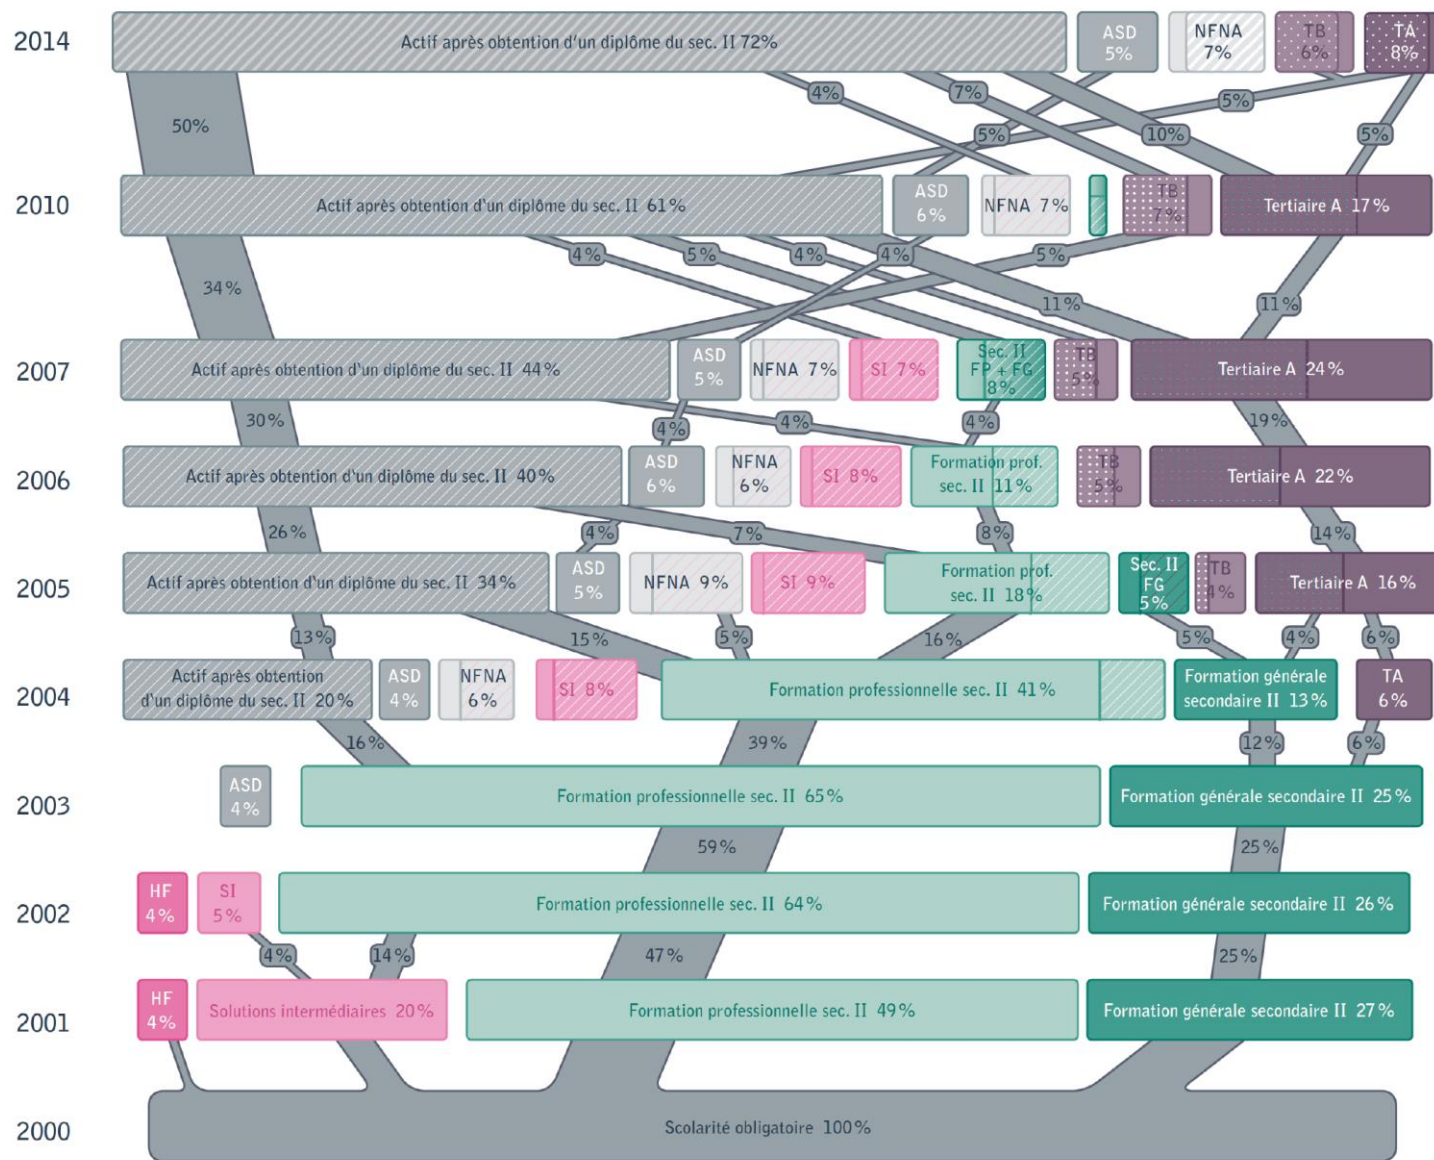 2014
Actif après obtention d'un diplôme du sec. II 72%
ASD
5%
NFNA
7%
TB
6%
TA
8%
50%
4%
7%
5%
5%
10%
5%
2010
Actif après obtention d'un diplôme du sec. II 61%
ASD
6%
NFNA 7%
TB
7%
Tertiaire A 17%
34%
4%
5%
4%
4%
5%
11%
11%
2007
Actif après obtention d'un diplôme du sec. II 44%
ASD
5%
NFNA 7%
SI 7%
Sec. II
FP + FG
8%
TB
5%
Tertiaire A 24%
30%
4%
4%
4%
19%
2006
Actif après obtention d'un diplôme du sec. II 40%
ASD
6%
NFNA
6%
SI 8%
Formation prof.
sec. II 11%
TB
5%
Tertiaire A 22%
26%
4%
7%
8%
14%
2005
Actif après obtention d'un diplôme du sec. II 34%
ASD
5%
NFNA 9%
SI 9%
Formation prof.
sec. II 18%
Sec. II
FG
5%
TB
4%
Tertiaire A 16%
13%
15%
5%
16%
5%
4%
6%
2004
Actif après obtention
d'un diplôme du sec. II 20%
ASD
4%
NFNA
6%
SI 8%
Formation professionnelle sec. II 41%
Formation générale
secondaire II 13%
TA
6%
16%
39%
12%
6%
2003
ASD
4%
Formation professionnelle sec. II 65%
Formation générale secondaire II 25%
59%
25%
2002
HF
4%
SI
5%
Formation professionnelle sec. II 64%
Formation générale secondaire II 26%
4%
14%
47%
25%
2001
HF
4%
Solutions intermédiaires 20%
Formation professionnelle sec. II 49%
Formation générale secondaire II 27%
2000
Scolarité obligatoire 100%